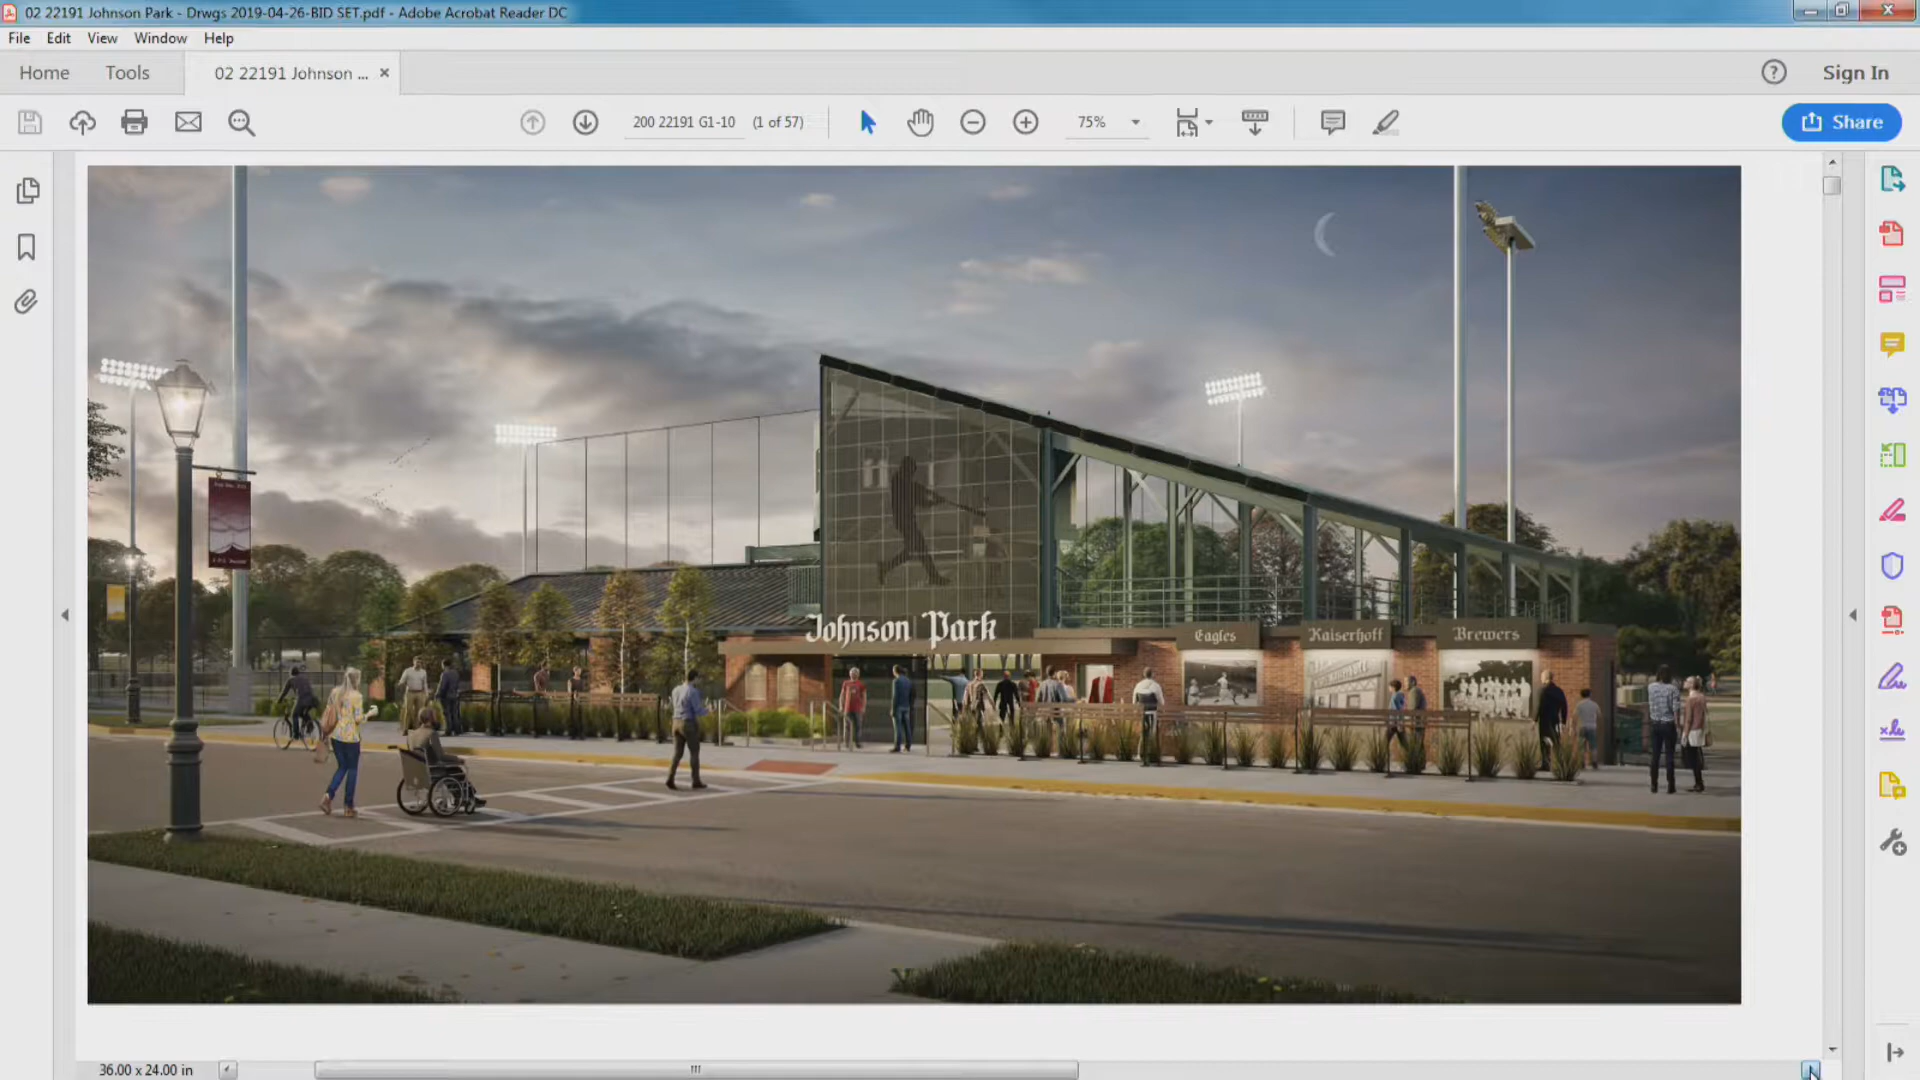 02 22191 Johnson Park - Drwgs 2019-04-26-BID SET.pdf - Adobe Acrobat Reader DC
File Edit View Window Help
Home Tools 02 22191 Johnson ... Sign In
200 22191 G1-10 (1 of 57) 75% Share
Johnson Park
Eagles Kaiserhoff Brewers
36.00 x 24.00 in